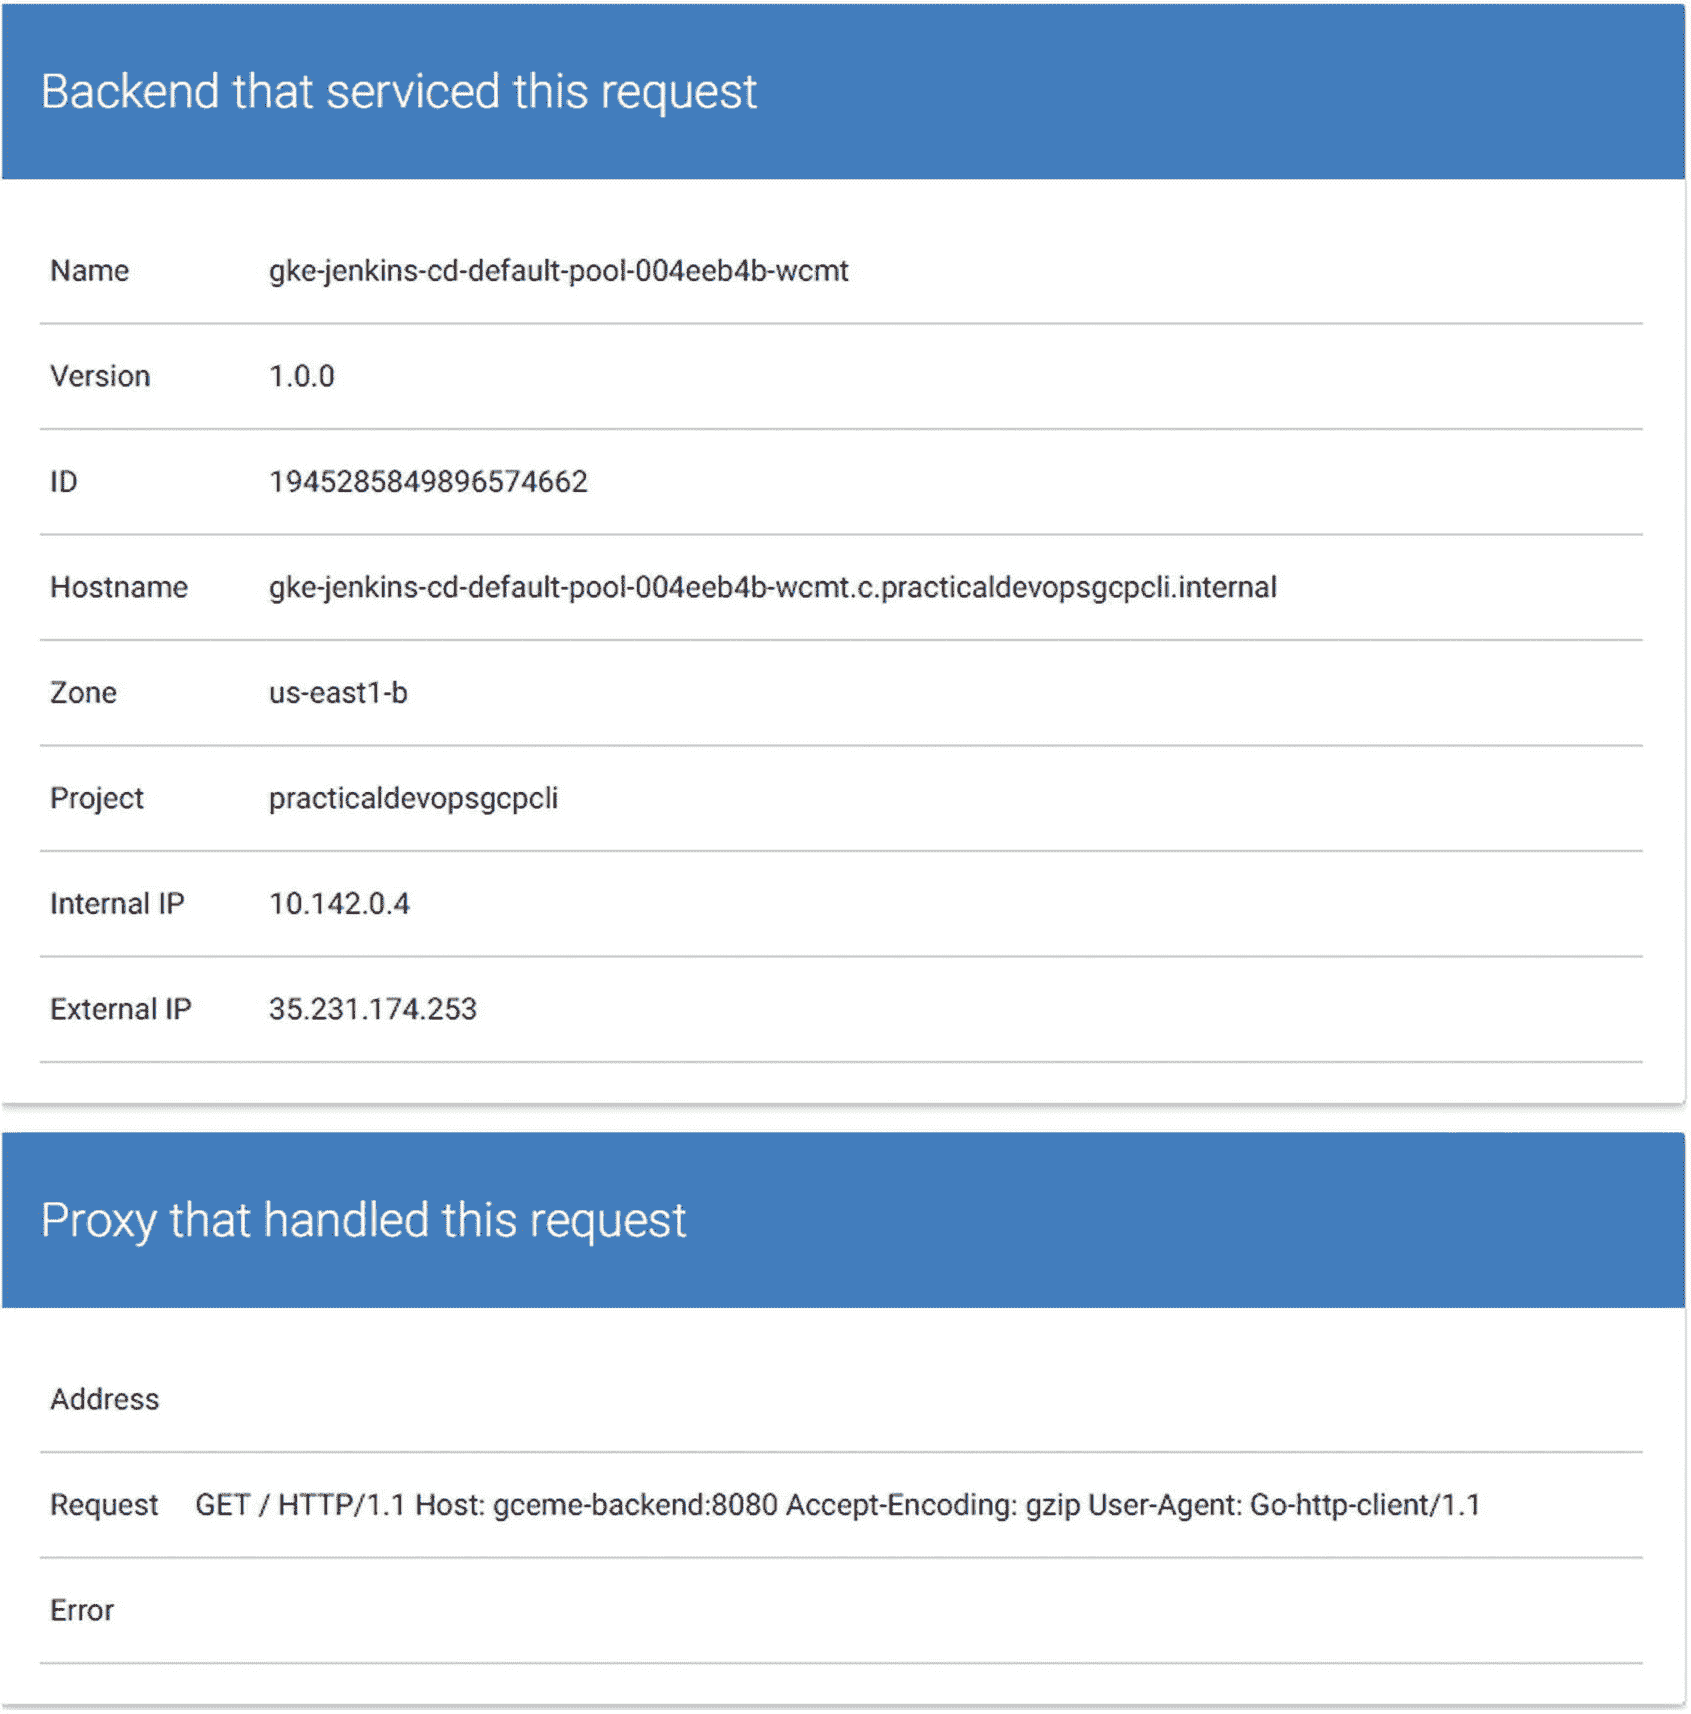 Backend that serviced this request
Name gke-jenkins-cd-default-pool-004eeb4b-wcmt
Version 1.0.0
ID 1945285849896574662
Hostname gke-jenkins-cd-default-pool-004eeb4b-wcmt.c.practicaldevopsgcpcli.internal
Zone us-east1-b
Project practicaldevopsgcpcli
Internal IP 10.142.0.4
External IP 35.231.174.253
Proxy that handled this request
Address
Request GET / HTTP/1.1 Host: gceme-backend:8080 Accept-Encoding: gzip User-Agent: Go-http-client/1.1
Error